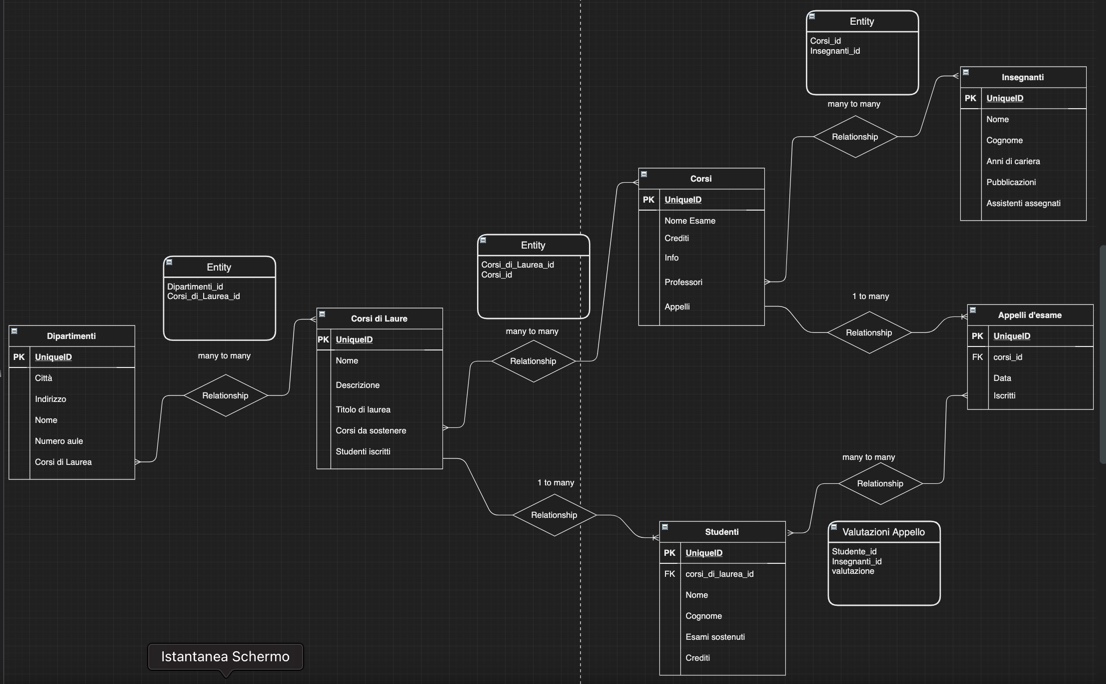 Entity
Corsi_id
Insegnanti_id
many to many
Relationship
Insegnanti
PK UniqueID
Nome
Cognome
Anni di cariera
Pubblicazioni
Assistenti assegnati
Corsi
PK UniqueID
Nome Esame
Crediti
Info
Professori
Appelli
Entity
Corsi_di_Laurea_id
Corsi_id
many to many
Relationship
Entity
Dipartimenti_id
Corsi_di_Laurea_id
many to many
Relationship
Dipartimenti
PK UniqueID
Città
Indirizzo
Nome
Numero aule
Corsi di Laurea
Corsi di Laure
PK UniqueID
Nome
Descrizione
Titolo di laurea
Corsi da sostenere
Studenti iscritti
1 to many
Relationship
Appelli d'esame
PK UniqueID
FK corsi_id
Data
Iscritti
1 to many
Relationship
many to many
Relationship
Studenti
PK UniqueID
FK corsi_di_laurea_id
Nome
Cognome
Esami sostenuti
Crediti
Valutazioni Appello
Studente_id
Insegnanti_id
valutazione
Istantanea Schermo